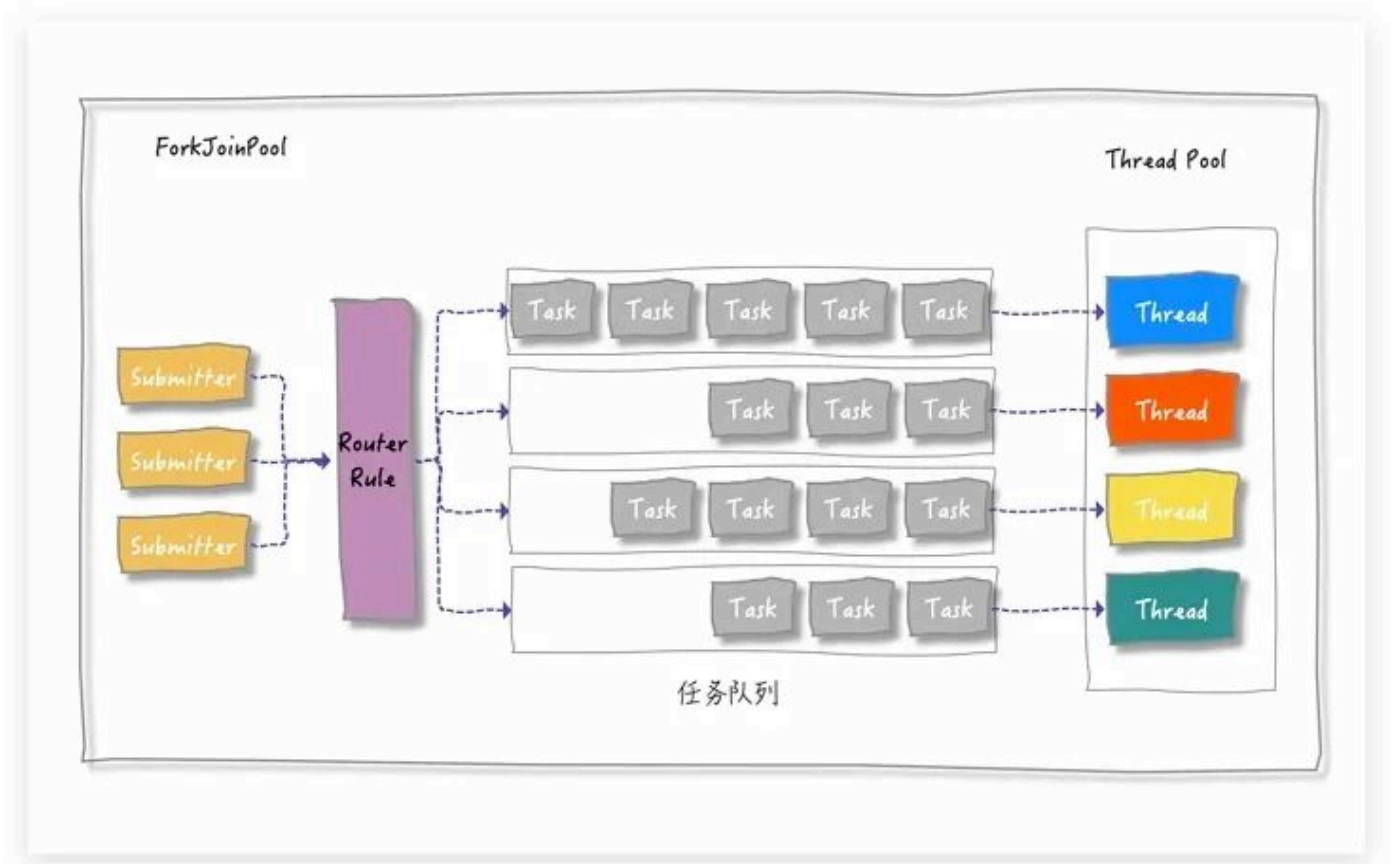 ForkJoinPool
Thread Pool
Submitter
Submitter
Submitter
Router
Rule
Task Task Task Task Task
Task Task Task
Task Task Task Task
Task Task Task
Thread
Thread
Thread
Thread
任务队列